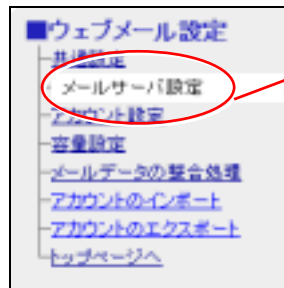 ■ウェブメール設定
共通設定
メールサーバ設定
アカウント設定
容量設定
メールデータの整合処理
アカウントのインポート
アカウントのエクスポート
トップページへ